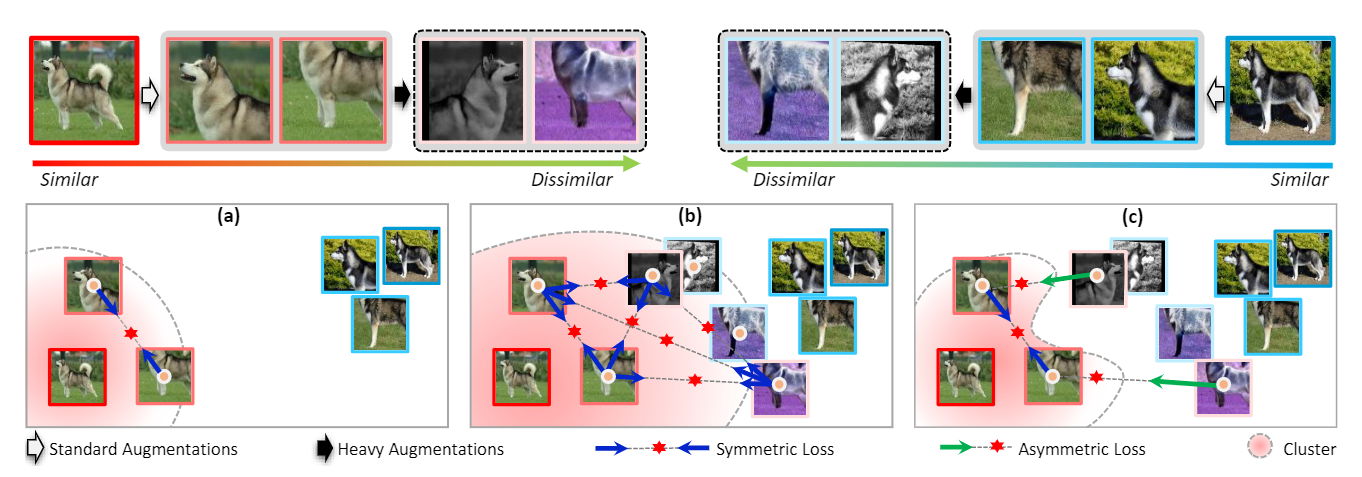 Similar
Dissimilar
Dissimilar
Similar
(a)
(b)
(c)
Standard Augmentations
Heavy Augmentations
Symmetric Loss
Asymmetric Loss
Cluster